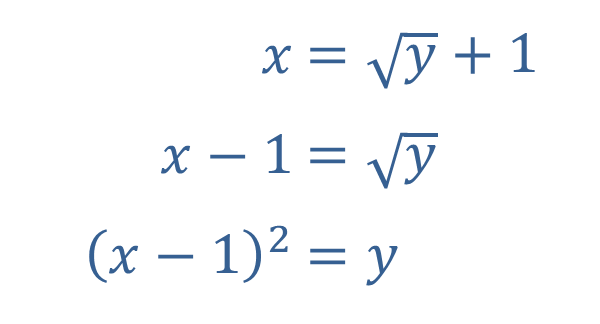 x = √y + 1
x − 1 = √y
(x − 1)² = y